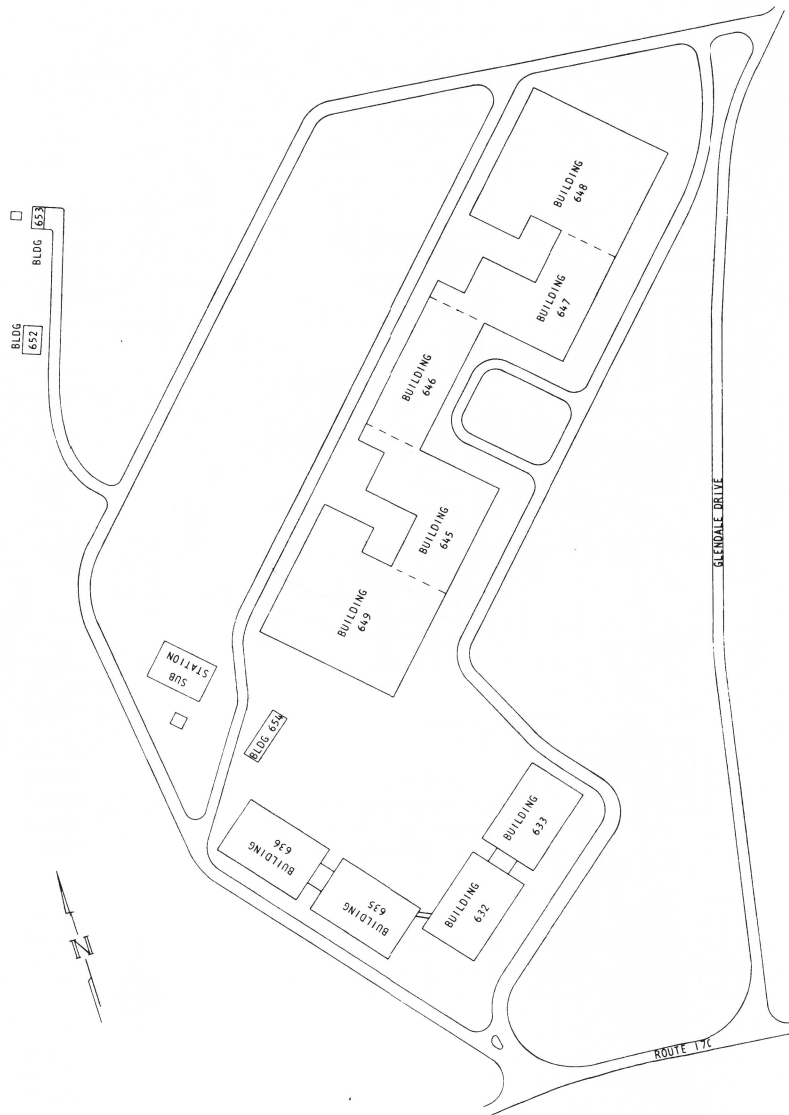 BUILDING
648
653
BLDG
BUILDING
647
BLDG
652
BUILDING
646
BUILDING
645
GLENDALE DRIVE
BUILDING
649
SUB
STATION
BLDG 654
BUILDING
633
BUILDING
636
BUILDING
632
BUILDING
635
N
ROUTE 17C